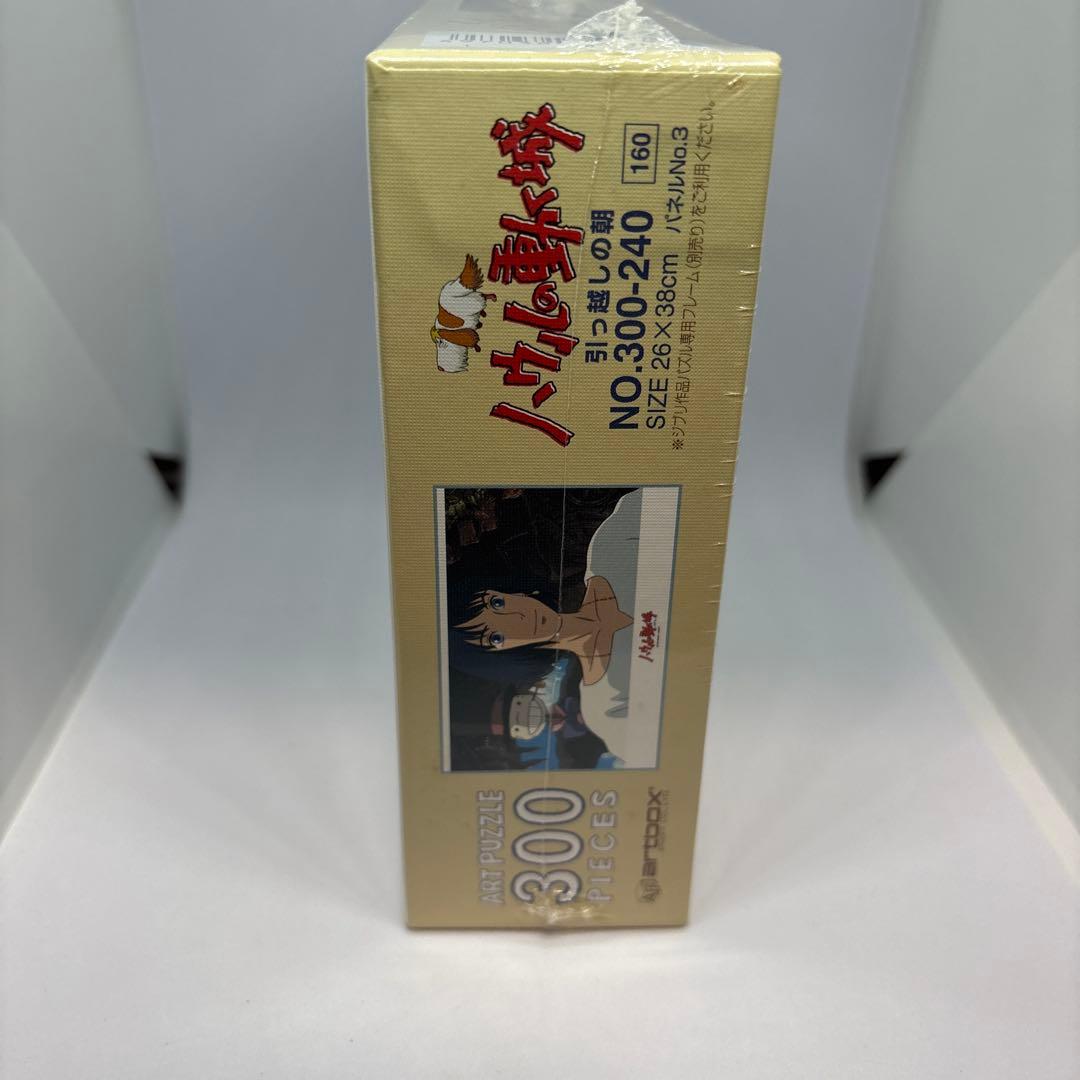 ハウルの動く城
引っ越しの朝
NO.300-240
160
SIZE 26×38cm パネルNo.3
※ジブリ作品パズル専用フレーム(別売り)をご利用ください。
ハウルの動く城
ART PUZZLE
300
PIECES
artbox